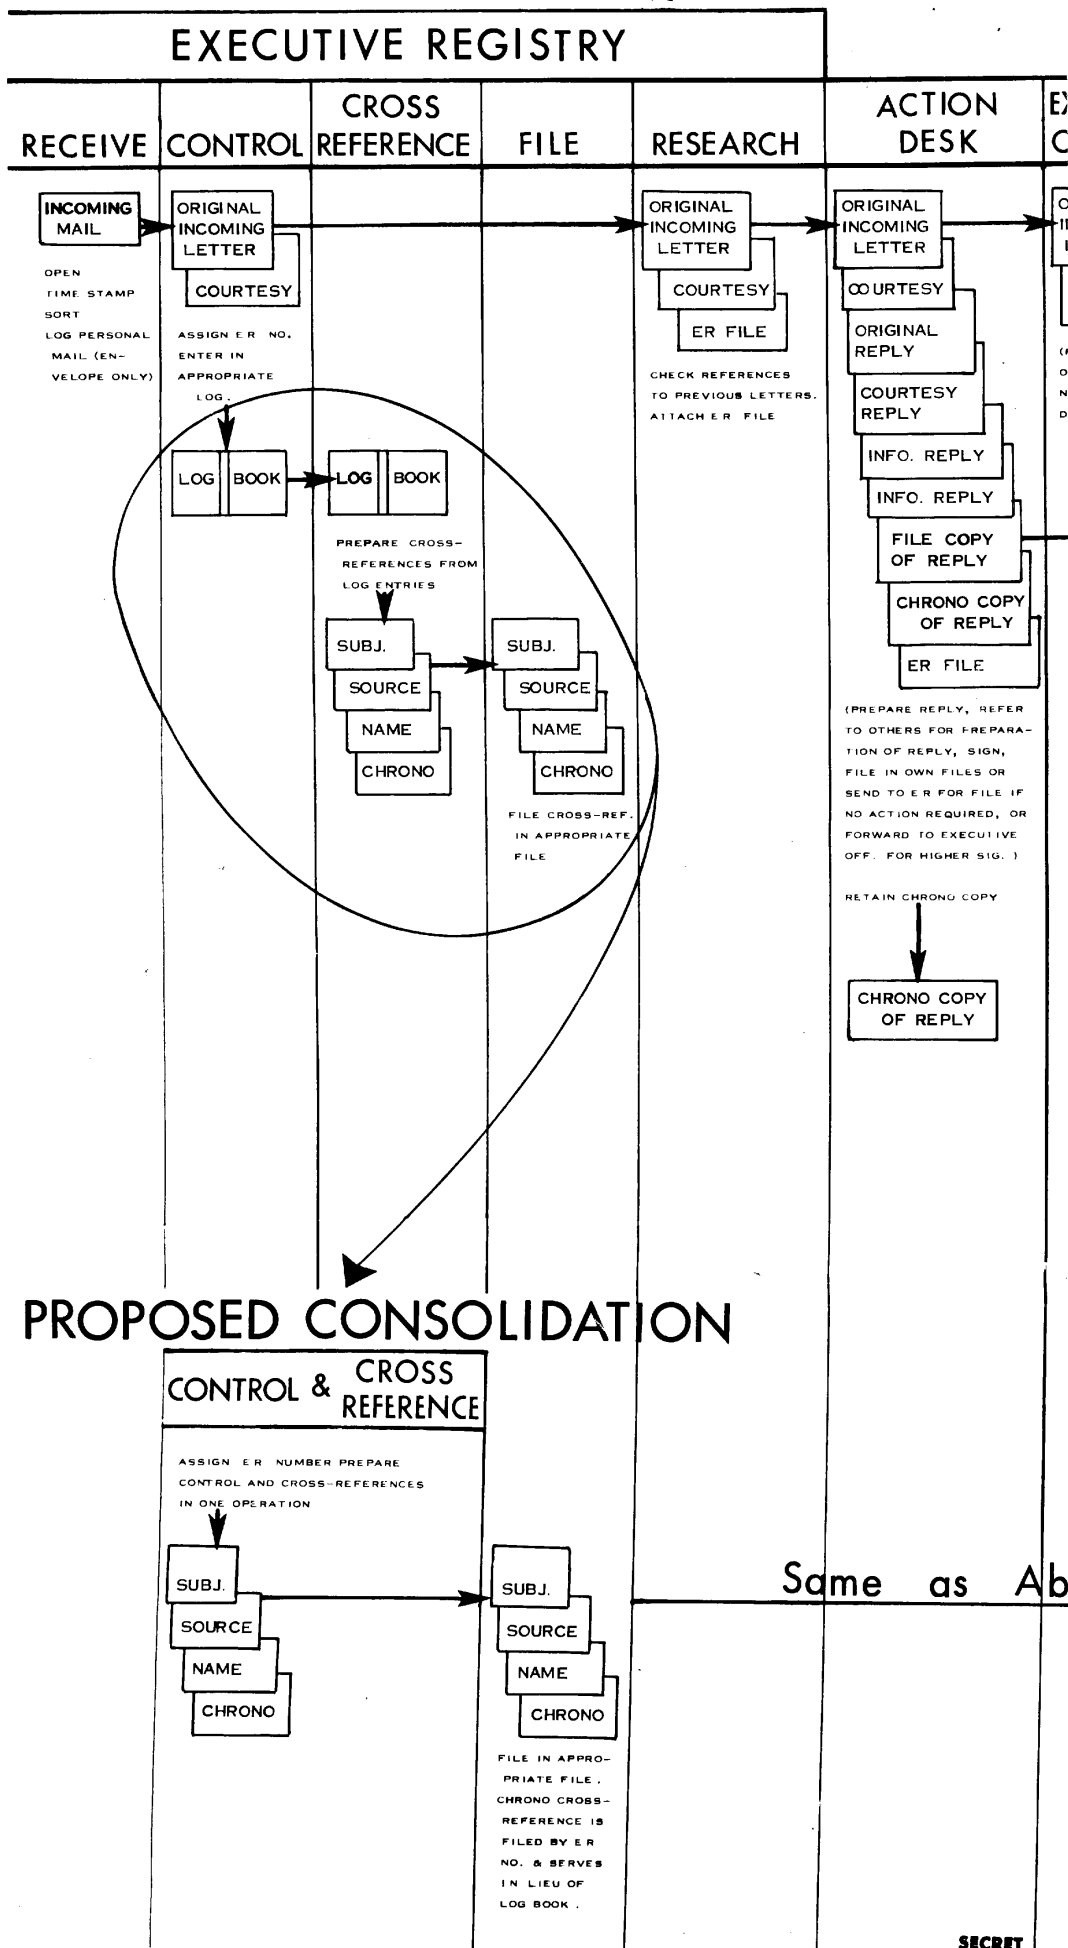 EXECUTIVE REGISTRY
RECEIVE
CONTROL
CROSS
REFERENCE
FILE
RESEARCH
ACTION
DESK
INCOMING
MAIL
OPEN
TIME STAMP
SORT
LOG PERSONAL
MAIL (EN-
VELOPE ONLY)
ORIGINAL
INCOMING
LETTER
COURTESY
ASSIGN ER NO.
ENTER IN
APPROPRIATE
LOG.
LOG BOOK
LOG BOOK
PREPARE CROSS-
REFERENCES FROM
LOG ENTRIES
SUBJ.
SOURCE
NAME
CHRONO
SUBJ.
SOURCE
NAME
CHRONO
FILE CROSS-REF.
IN APPROPRIATE
FILE
ORIGINAL
INCOMING
LETTER
COURTESY
ER FILE
CHECK REFERENCES
TO PREVIOUS LETTERS.
ATTACH ER FILE
ORIGINAL
INCOMING
LETTER
COURTESY
ORIGINAL
REPLY
COURTESY
REPLY
INFO. REPLY
INFO. REPLY
FILE COPY
OF REPLY
CHRONO COPY
OF REPLY
ER FILE
(PREPARE REPLY, REFER
TO OTHERS FOR PREPARA-
TION OF REPLY, SIGN,
FILE IN OWN FILES OR
SEND TO ER FOR FILE IF
NO ACTION REQUIRED, OR
FORWARD TO EXECUTIVE
OFF. FOR HIGHER SIG. )
RETAIN CHRONO COPY
CHRONO COPY
OF REPLY
PROPOSED CONSOLIDATION
CONTROL & CROSS
REFERENCE
ASSIGN ER NUMBER PREPARE
CONTROL AND CROSS-REFERENCES
IN ONE OPERATION
SUBJ.
SOURCE
NAME
CHRONO
SUBJ.
SOURCE
NAME
CHRONO
FILE IN APPRO-
PRIATE FILE.
CHRONO CROSS-
REFERENCE IS
FILED BY ER
NO. & SERVES
IN LIEU OF
LOG BOOK.
Same as Ab
SECRET